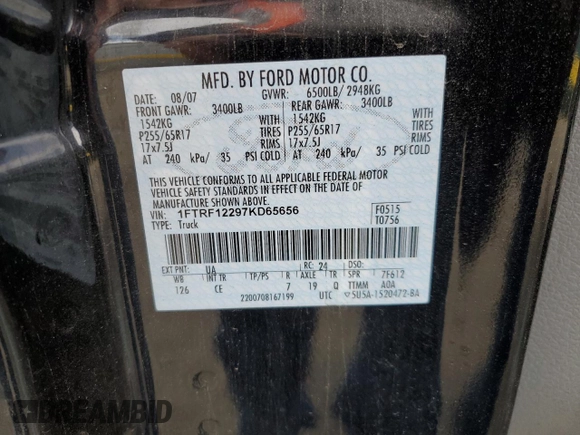 MFD. BY FORD MOTOR CO.
DATE: 08/07 GVWR: 6500LB/ 2948KG
FRONT GAWR: 3400LB REAR GAWR: 3400LB
1542KG WITH 1542KG WITH
P255/65R17 TIRES P255/65R17 TIRES
17x7.5J RIMS 17x7.5J RIMS
AT 240 kPa/ 35 PSI COLD AT 240 kPa/ 35 PSI COLD
THIS VEHICLE CONFORMS TO ALL APPLICABLE FEDERAL MOTOR
VEHICLE SAFETY STANDARDS IN EFFECT ON THE DATE OF
MANUFACTURE SHOWN ABOVE.
VIN: 1FTRF12297KD65656 F0515
TYPE: Truck T0756
EXT PNT: UA RC: 24 DSO:
WB INT TR TP/PS R AXLE TR SPR 7F612
126 CE 7 19 Q TTMM AOA
2200708167199 UTC 5U5A-1520472-BA
Ford
DREAMBID